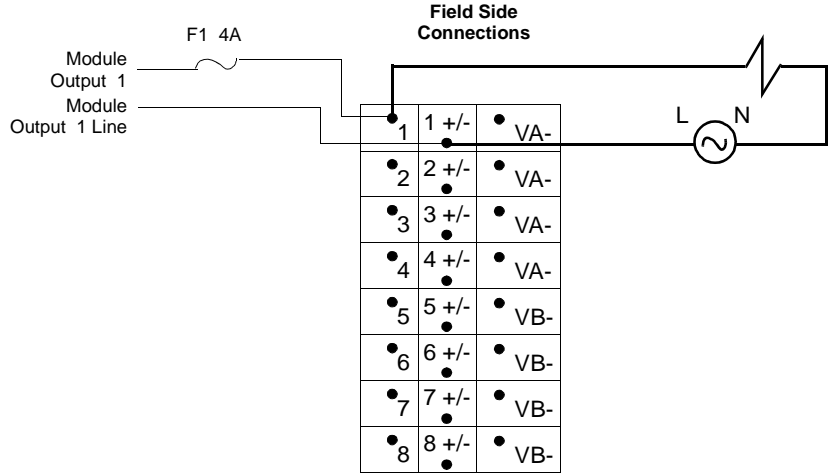 Field Side
Connections
F1 4A
Module
Output 1
Module
Output 1 Line
L N
1 1 +/- VA-
2 2 +/- VA-
3 3 +/- VA-
4 4 +/- VA-
5 5 +/- VB-
6 6 +/- VB-
7 7 +/- VB-
8 8 +/- VB-